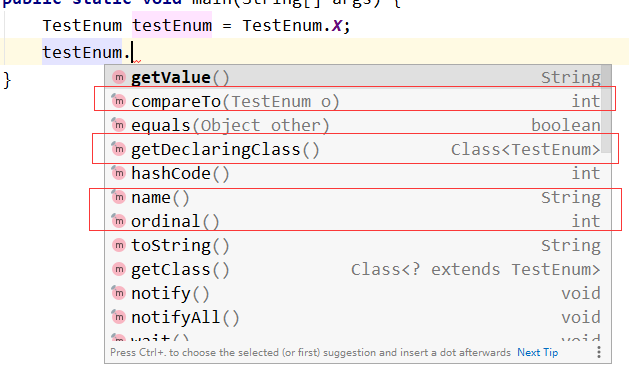 public static void main(String[] args) {
TestEnum testEnum = TestEnum.X;
testEnum.
}
m getValue() String
m compareTo(TestEnum o) int
m equals(Object other) boolean
m getDeclaringClass() Class<TestEnum>
m hashCode() int
m name() String
m ordinal() int
m toString() String
m getClass() Class<? extends TestEnum>
m notify() void
m notifyAll() void
m wait() void
Press Ctrl+. to choose the selected (or first) suggestion and insert a dot afterwards Next Tip